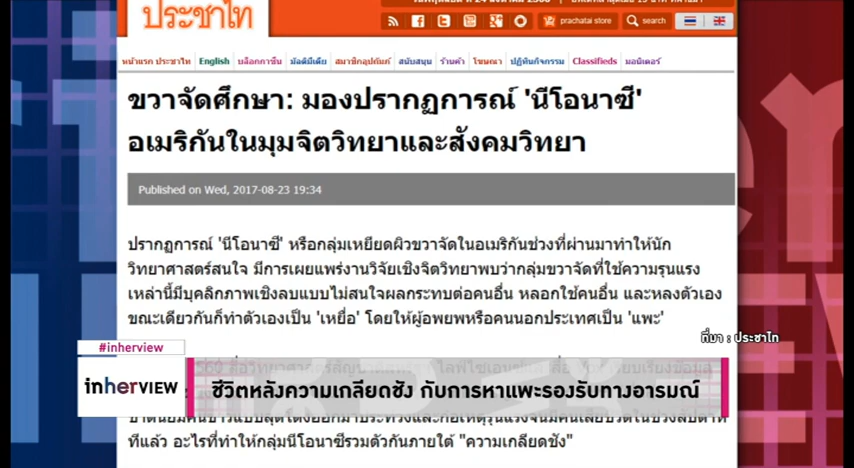 ประชาไท
prachatai store
search
หน้าแรก ประชาไท English บล็อกกาซีน มัลติมีเดีย สมาชิกอุปถัมภ์ สนับสนุน ร้านค้า โฆษณา ปฏิทินกิจกรรม Classifieds มอนิเตอร์
ขวาจัดศึกษา: มองปรากฏการณ์ 'นีโอนาซี'
อเมริกันในมุมจิตวิทยาและสังคมวิทยา
Published on Wed, 2017-08-23 19:34
ปรากฏการณ์ 'นีโอนาซี' หรือกลุ่มเหยียดผิวขวาจัดในอเมริกันช่วงที่ผ่านมาทำให้นัก
วิทยาศาสตร์สนใจ มีการเผยแพร่งานวิจัยเชิงจิตวิทยาพบว่ากลุ่มขวาจัดที่ใช้ความรุนแรง
เหล่านี้มีบุคลิกภาพเชิงลบแบบไม่สนใจผลกระทบต่อคนอื่น หลอกใช้คนอื่น และหลงตัวเอง
ขณะเดียวกันก็ทำตัวเองเป็น 'เหยื่อ' โดยให้ผู้อพยพหรือคนนอกประเทศเป็น 'แพะ'
ที่มา : ประชาไท
#inherview
inherVIEW
ชีวิตหลังความเกลียดชัง กับการหาแพะรองรับทางอารมณ์
ทีแล้ว อะไรที่ทำให้กลุ่มนีโอนาซีรวมตัวกันภายใต้ "ความเกลียดชัง"